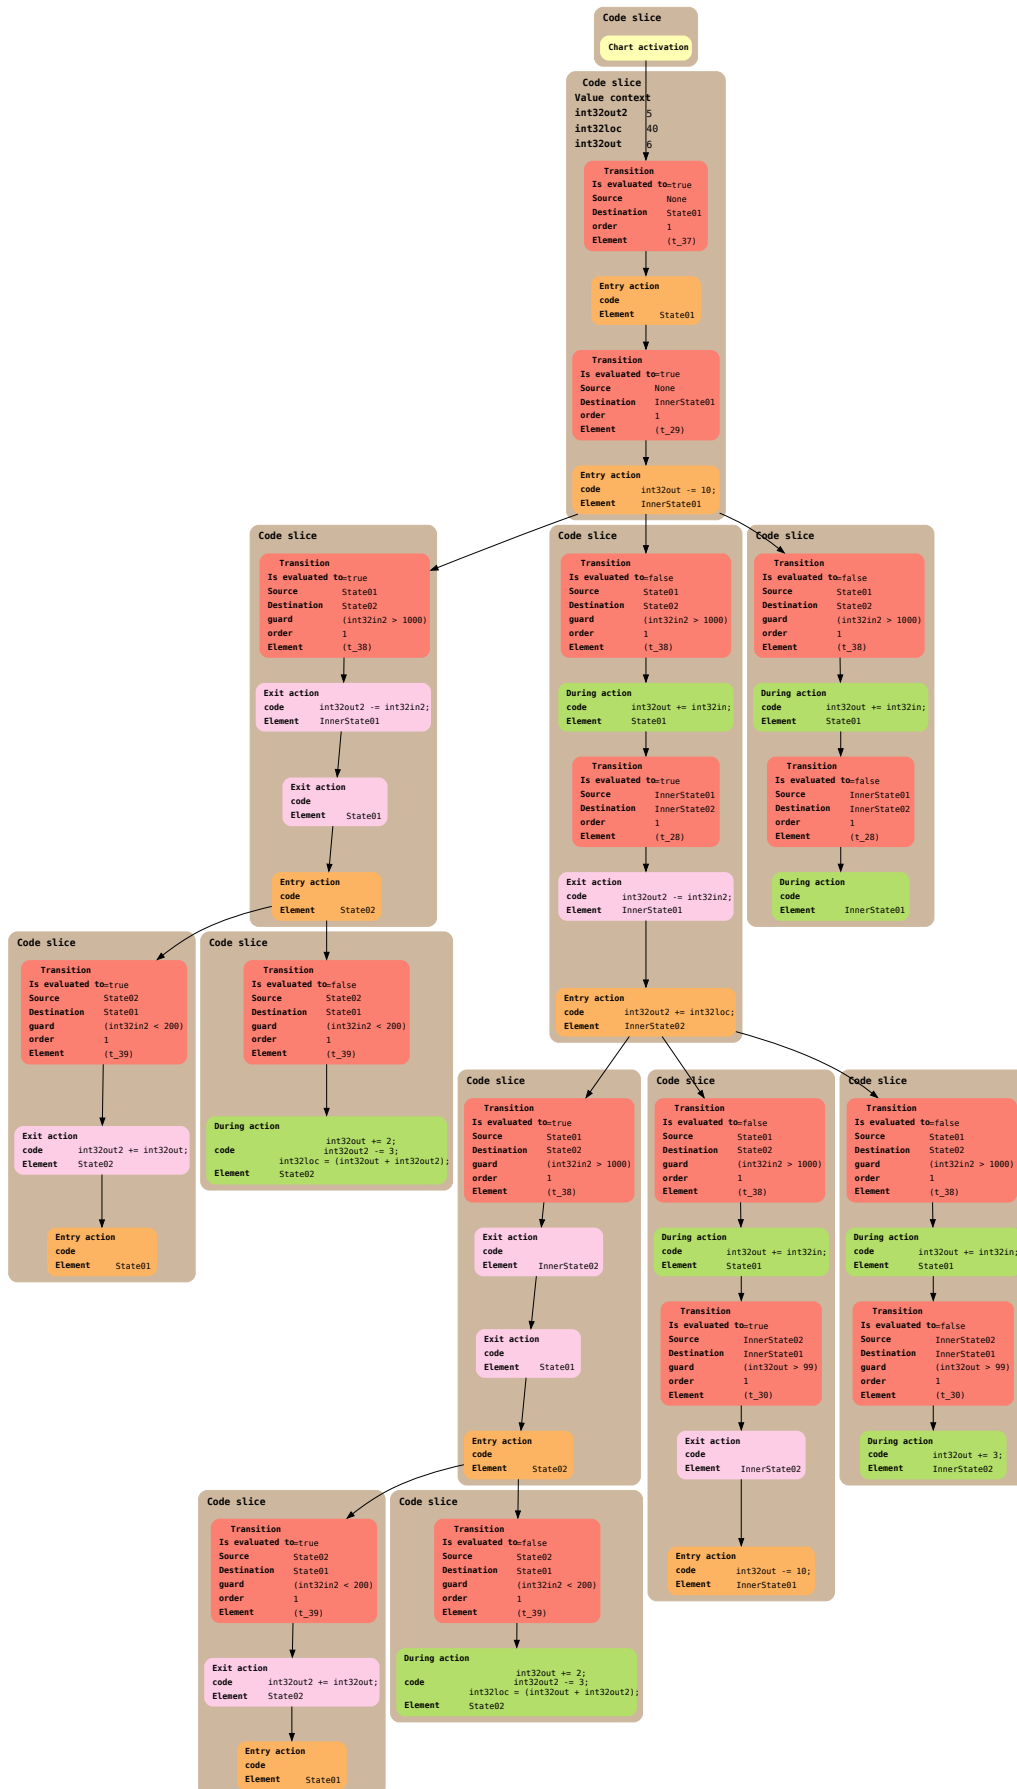 Code slice
Chart activation
Code slice
Value context
int32out2 5
int32loc 40
int32out 6
Transition
Is evaluated to=true
Source None
Destination State01
order 1
Element (t_37)
Entry action
code
Element State01
Transition
Is evaluated to=true
Source None
Destination InnerState01
order 1
Element (t_29)
Entry action
code int32out -= 10;
Element InnerState01
Code slice
Transition
Is evaluated to=true
Source State01
Destination State02
guard (int32in2 > 1000)
order 1
Element (t_38)
Exit action
code int32out2 -= int32in2;
Element InnerState01
Exit action
code
Element State01
Entry action
code
Element State02
Code slice
Transition
Is evaluated to=false
Source State01
Destination State02
guard (int32in2 > 1000)
order 1
Element (t_38)
During action
code int32out += int32in;
Element State01
Transition
Is evaluated to=true
Source InnerState01
Destination InnerState02
order 1
Element (t_28)
Exit action
code int32out2 -= int32in2;
Element InnerState01
Entry action
code int32out2 += int32loc;
Element InnerState02
Code slice
Transition
Is evaluated to=false
Source State01
Destination State02
guard (int32in2 > 1000)
order 1
Element (t_38)
During action
code int32out += int32in;
Element State01
Transition
Is evaluated to=false
Source InnerState01
Destination InnerState02
order 1
Element (t_28)
During action
code
Element InnerState01
Code slice
Transition
Is evaluated to=true
Source State02
Destination State01
guard (int32in2 < 200)
order 1
Element (t_39)
Exit action
code int32out2 += int32out;
Element State02
Entry action
code
Element State01
Code slice
Transition
Is evaluated to=false
Source State02
Destination State01
guard (int32in2 < 200)
order 1
Element (t_39)
During action
int32out += 2;
code int32out2 -= 3;
int32loc = (int32out + int32out2);
Element State02
Code slice
Transition
Is evaluated to=true
Source State01
Destination State02
guard (int32in2 > 1000)
order 1
Element (t_38)
Exit action
code
Element InnerState02
Exit action
code
Element State01
Entry action
code
Element State02
Code slice
Transition
Is evaluated to=false
Source State01
Destination State02
guard (int32in2 > 1000)
order 1
Element (t_38)
During action
code int32out += int32in;
Element State01
Transition
Is evaluated to=true
Source InnerState02
Destination InnerState01
guard (int32out > 99)
order 1
Element (t_30)
Exit action
code
Element InnerState02
Entry action
code int32out -= 10;
Element InnerState01
Code slice
Transition
Is evaluated to=false
Source State01
Destination State02
guard (int32in2 > 1000)
order 1
Element (t_38)
During action
code int32out += int32in;
Element State01
Transition
Is evaluated to=false
Source InnerState02
Destination InnerState01
guard (int32out > 99)
order 1
Element (t_30)
During action
code int32out += 3;
Element InnerState02
Code slice
Transition
Is evaluated to=true
Source State02
Destination State01
guard (int32in2 < 200)
order 1
Element (t_39)
Exit action
code int32out2 += int32out;
Element State02
Entry action
code
Element State01
Code slice
Transition
Is evaluated to=false
Source State02
Destination State01
guard (int32in2 < 200)
order 1
Element (t_39)
During action
int32out += 2;
code int32out2 -= 3;
int32loc = (int32out + int32out2);
Element State02